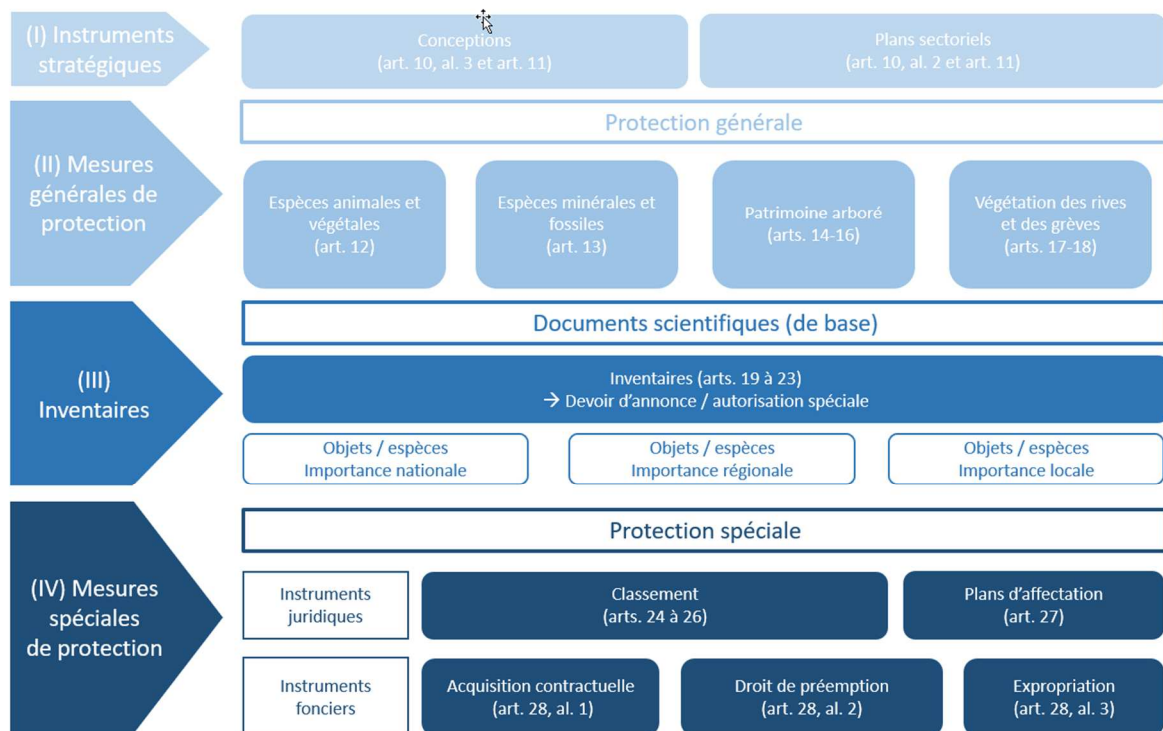 (I) Instruments
stratégiques
Conceptions
(art. 10, al. 3 et art. 11)
Plans sectoriels
(art. 10, al. 2 et art. 11)
(II) Mesures
générales de
protection
Protection générale
Espèces animales et
végétales
(art. 12)
Espèces minérales et
fossiles
(art. 13)
Patrimoine arboré
(arts. 14-16)
Végétation des rives
et des grèves
(arts. 17-18)
(III)
Inventaires
Documents scientifiques (de base)
Inventaires (arts. 19 à 23)
→ Devoir d'annonce / autorisation spéciale
Objets / espèces
Importance nationale
Objets / espèces
Importance régionale
Objets / espèces
Importance locale
(IV) Mesures
spéciales
de protection
Protection spéciale
Instruments
juridiques
Classement
(arts. 24 à 26)
Plans d'affectation
(art. 27)
Instruments
fonciers
Acquisition contractuelle
(art. 28, al. 1)
Droit de préemption
(art. 28, al. 2)
Expropriation
(art. 28, al. 3)